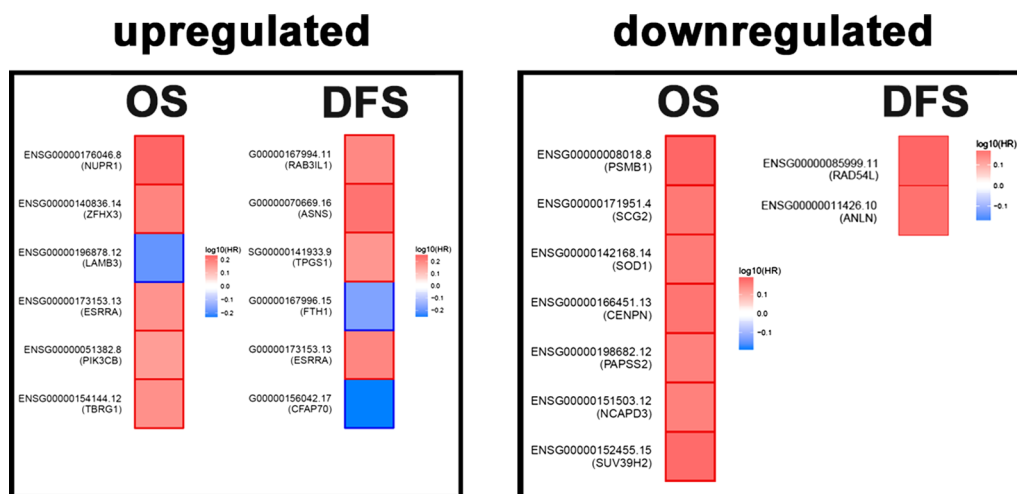 upregulated
OS
DFS
ENSG00000176046.8
(NUPR1)
ENSG00000140836.14
(ZFHX3)
ENSG00000196878.12
(LAMB3)
ENSG00000173153.13
(ESRRA)
ENSG00000051382.8
(PIK3CB)
ENSG00000154144.12
(TBRG1)
log10(HR)
0.2
0.1
0.0
−0.1
−0.2
G00000167994.11
(RAB3IL1)
G00000070669.16
(ASNS)
SG00000141933.9
(TPGS1)
G00000167996.15
(FTH1)
G00000173153.13
(ESRRA)
G00000156042.17
(CFAP70)
log10(HR)
0.2
0.1
0.0
−0.1
−0.2
downregulated
OS
DFS
ENSG00000008018.8
(PSMB1)
ENSG00000171951.4
(SCG2)
ENSG00000142168.14
(SOD1)
ENSG00000166451.13
(CENPN)
ENSG00000198682.12
(PAPSS2)
ENSG00000151503.12
(NCAPD3)
ENSG00000152455.15
(SUV39H2)
log10(HR)
0.1
0.0
−0.1
ENSG00000085999.11
(RAD54L)
ENSG00000011426.10
(ANLN)
log10(HR)
0.1
0.0
−0.1